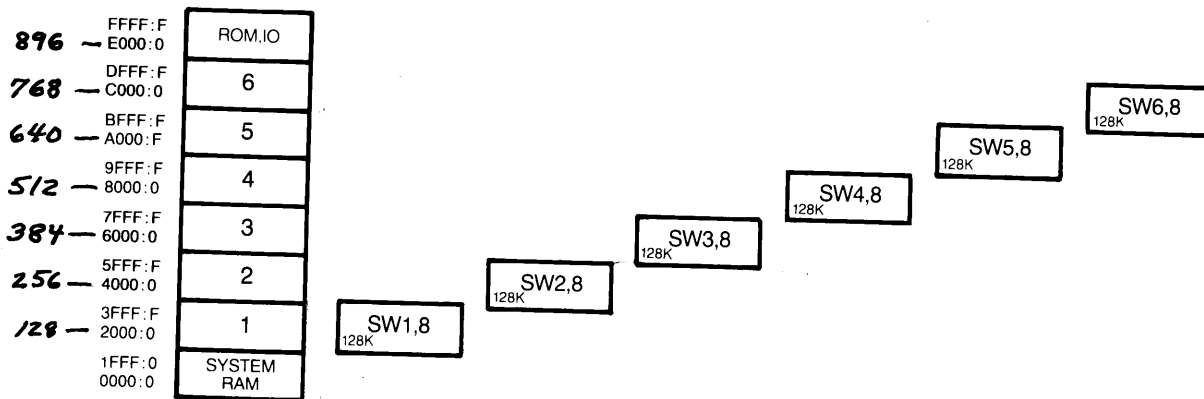 FFFF:F
896 — E000:0
ROM.IO
DFFF:F
768 — C000:0
6
BFFF:F
640 — A000:F
5
9FFF:F
512 — 8000:0
4
7FFF:F
384 — 6000:0
3
5FFF:F
256 — 4000:0
2
3FFF:F
128 — 2000:0
1
1FFF:0
0000:0
SYSTEM
RAM
SW1,8
128K
SW2,8
128K
SW3,8
128K
SW4,8
128K
SW5,8
128K
SW6,8
128K